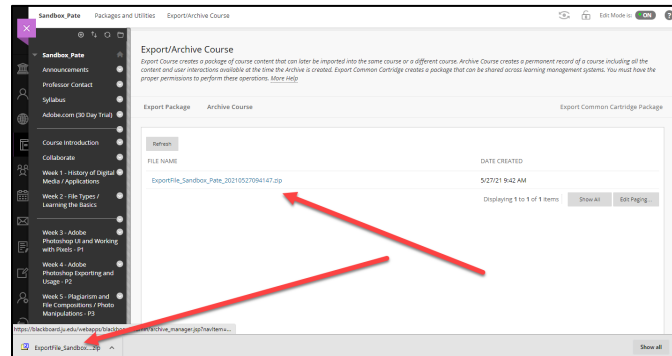 Sandbox_Pate Packages and Utilities Export/Archive Course
Edit Mode is: ON ?
Sandbox_Pate
Announcements
Professor Contact
Syllabus
Adobe.com (30 Day Trial)
Course Introduction
Collaborate
Week 1 - History of Digital
Media / Applications
Week 2 - File Types /
Learning the Basics
Week 3 - Adobe
Photoshop UI and Working
with Pixels - P1
Week 4 - Adobe
Photoshop Exporting and
Usage - P2
Week 5 - Plagiarism and
File Compositions / Photo
Manipulations - P3
Export/Archive Course
Export Course creates a package of course content that can later be imported into the same course or a different course. Archive Course creates a permanent record of a course including all the
content and user interactions available at the time the Archive is created. Export Common Cartridge creates a package that can be shared across learning management systems. You must have the
proper permissions to perform these operations. More Help
Export Package Archive Course Export Common Cartridge Package
Refresh
FILE NAME DATE CREATED
ExportFile_Sandbox_Pate_20210527094147.zip 5/27/21 9:42 AM
Displaying 1 to 1 of 1 items Show All Edit Paging...
ExportFile_Sandbox....zip Show all